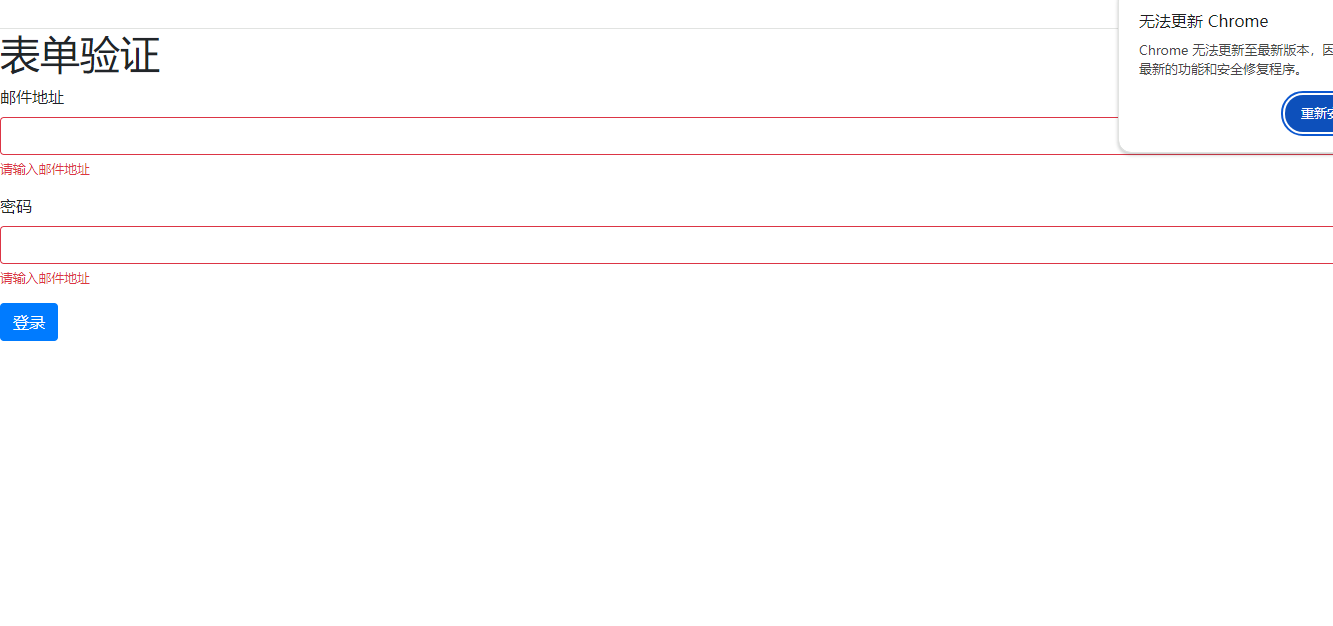 无法更新 Chrome
Chrome 无法更新至最新版本，因
最新的功能和安全修复程序。
重新安
表单验证
邮件地址
请输入邮件地址
密码
请输入邮件地址
登录